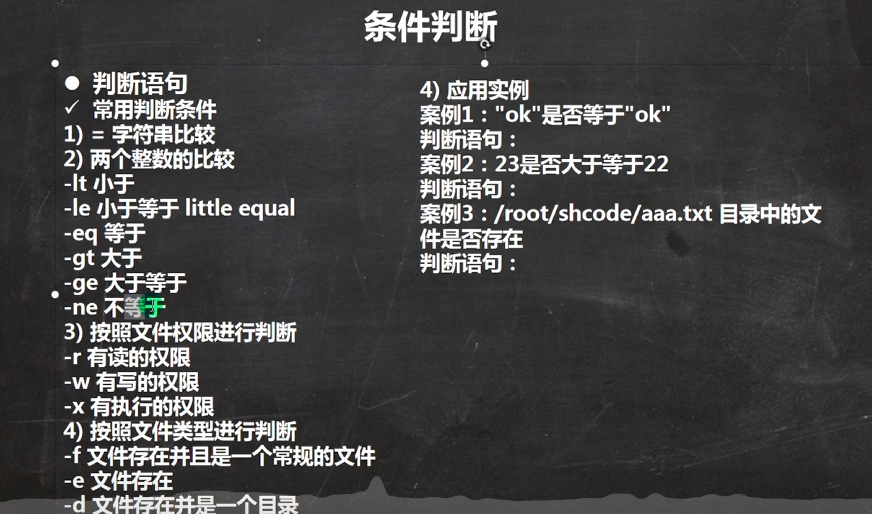 条件判断
● 判断语句
✓ 常用判断条件
1) = 字符串比较
2) 两个整数的比较
-lt 小于
-le 小于等于 little equal
-eq 等于
-gt 大于
-ge 大于等于
-ne 不等于
3) 按照文件权限进行判断
-r 有读的权限
-w 有写的权限
-x 有执行的权限
4) 按照文件类型进行判断
-f 文件存在并且是一个常规的文件
-e 文件存在
-d 文件存在并是一个目录
4) 应用实例
案例1："ok"是否等于"ok"
判断语句：
案例2：23是否大于等于22
判断语句：
案例3：/root/shcode/aaa.txt 目录中的文
件是否存在
判断语句：